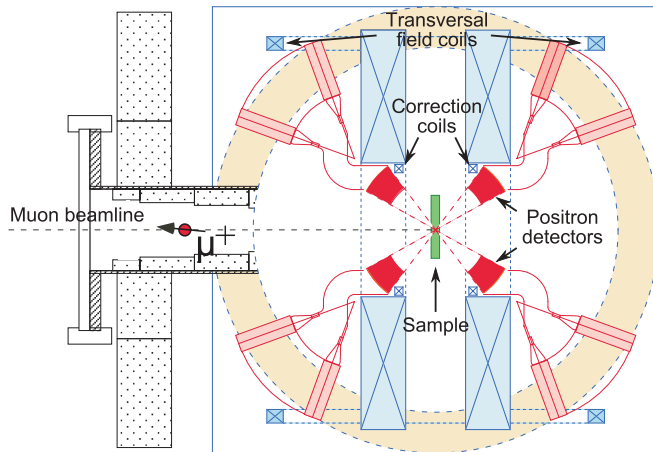 Transversal
field coils
Correction
coils
Muon beamline
μ+
Positron
detectors
Sample